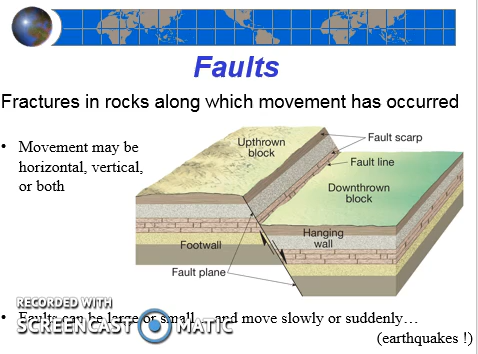 Faults
Fractures in rocks along which movement has occurred
• Movement may be
horizontal, vertical,
or both
Upthrown
block
Fault scarp
Fault line
Downthrown
block
Hanging
wall
Footwall
Fault plane
RECORDED WITH
SCREENCAST MATIC
• Faults can be large or small… and move slowly or suddenly…
(earthquakes !)